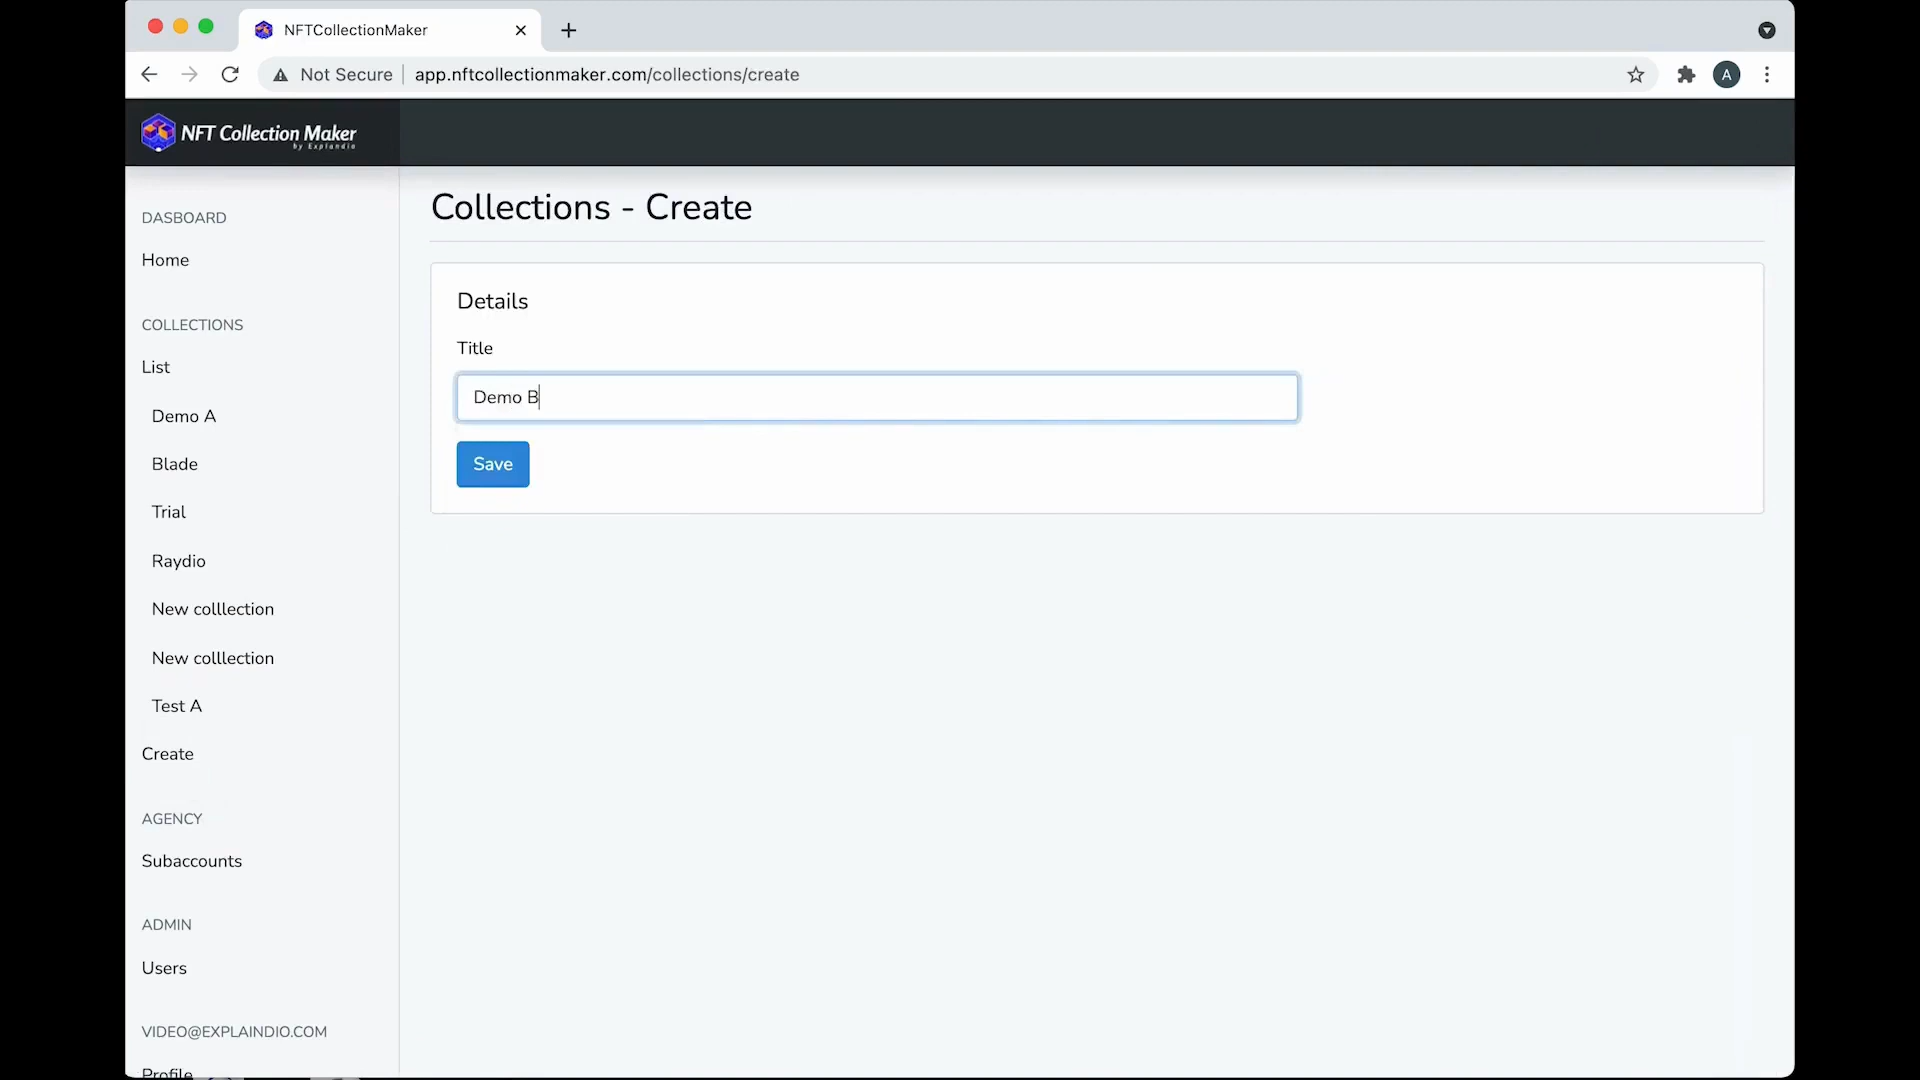 NFTCollectionMaker
Not Secure
app.nftcollectionmaker.com/collections/create
A
NFT Collection Maker
by Explandio
DASBOARD
Home
COLLECTIONS
List
Demo A
Blade
Trial
Raydio
New colllection
New colllection
Test A
Create
AGENCY
Subaccounts
ADMIN
Users
VIDEO@EXPLAINDIO.COM
Profile
Collections - Create
Details
Title
Demo B
Save